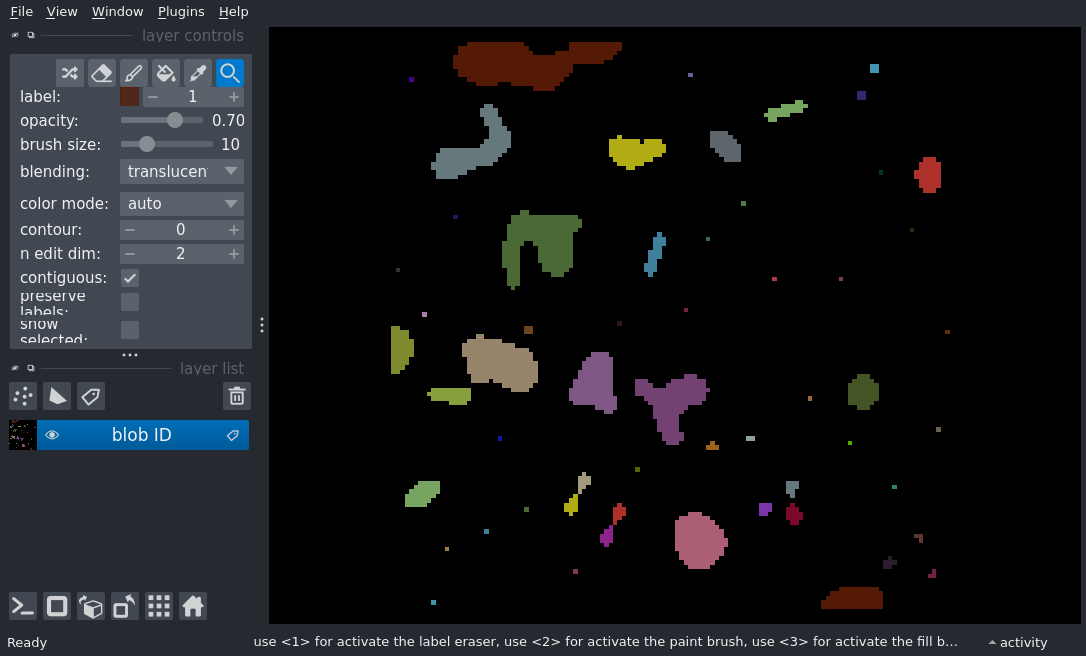 File View Window Plugins Help
layer controls
label: 1
opacity: 0.70
brush size: 10
blending: translucen
color mode: auto
contour: 0
n edit dim: 2
contiguous:
preserve
labels:
show
selected:
layer list
blob ID
Ready use <1> for activate the label eraser, use <2> for activate the paint brush, use <3> for activate the fill b... activity